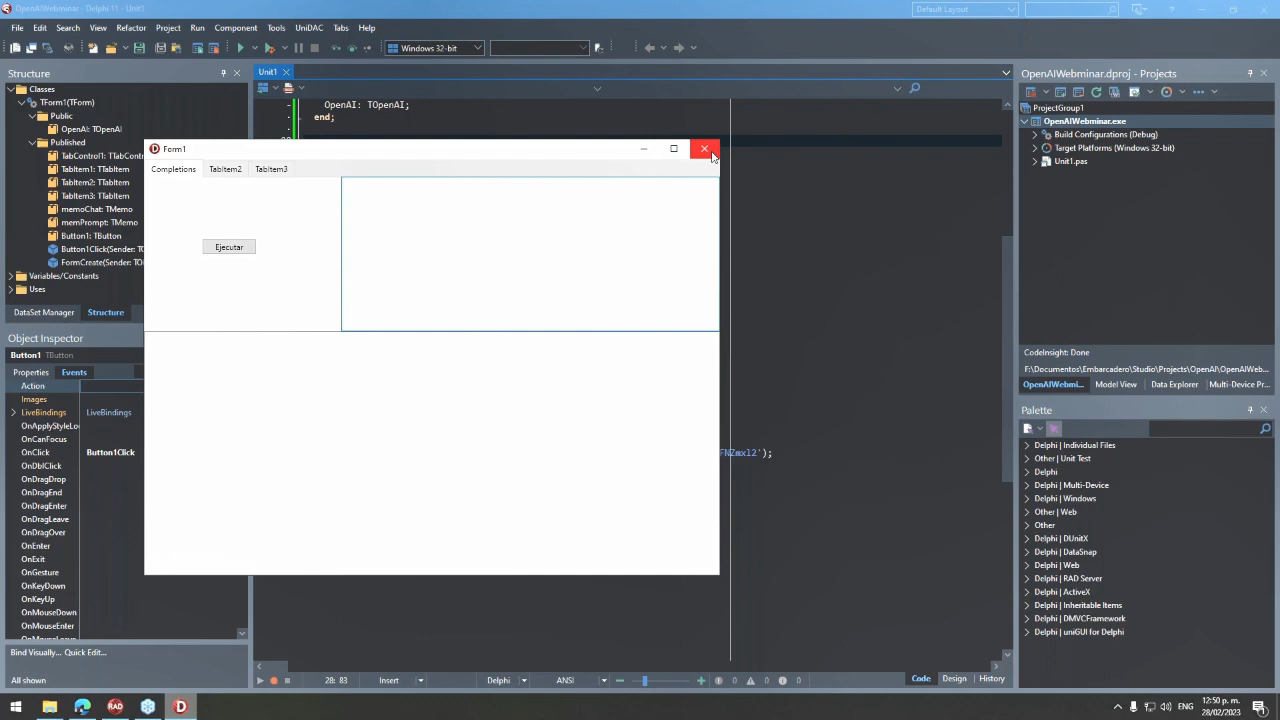 OpenAIWebminar - Delphi 11 - Unit1
Default Layout
File Edit Search View Refactor Project Run Component Tools UniDAC Tabs Help
Windows 32-bit
Structure
Classes
TForm1(TForm)
Public
OpenAI: TOpenAI
Published
TabControl1: TTabContr
TabItem1: TTabItem
TabItem2: TTabItem
TabItem3: TTabItem
memoChat: TMemo
memPrompt: TMemo
Button1: TButton
Button1Click(Sender: TO
FormCreate(Sender: TO
Variables/Constants
Uses
DataSet Manager Structure
Object Inspector
Button1 TButton
Properties Events
Action
Images
LiveBindings LiveBindings
OnApplyStyleLo
OnCanFocus
OnClick Button1Click
OnDblClick
OnDragDrop
OnDragEnd
OnDragEnter
OnDragLeave
OnDragOver
OnEnter
OnExit
OnGesture
OnKeyDown
OnKeyUp
OnMouseDown
OnMouseEnter
OnMouseLeave
Bind Visually... Quick Edit...
All shown
Unit1
OpenAI: TOpenAI;
end;
Form1
Completions TabItem2 TabItem3
Ejecutar
FNZmxl2');
28: 83 Insert Delphi ANSI 0 0 0
Code Design History
OpenAIWebminar.dproj - Projects
ProjectGroup1
OpenAIWebminar.exe
Build Configurations (Debug)
Target Platforms (Windows 32-bit)
Unit1.pas
CodeInsight: Done
F:\Documentos\Embarcadero\Studio\Projects\OpenAI\OpenAIWeb...
OpenAIWebmi... Model View Data Explorer Multi-Device Pr...
Palette
Delphi | Individual Files
Other | Unit Test
Delphi
Delphi | Multi-Device
Delphi | Windows
Other | Web
Other
Delphi | DUnitX
Delphi | DataSnap
Delphi | Web
Delphi | RAD Server
Delphi | ActiveX
Delphi | Inheritable Items
Delphi | DMVCFramework
Delphi | uniGUI for Delphi
RAD
ENG
12:50 p. m.
28/02/2023